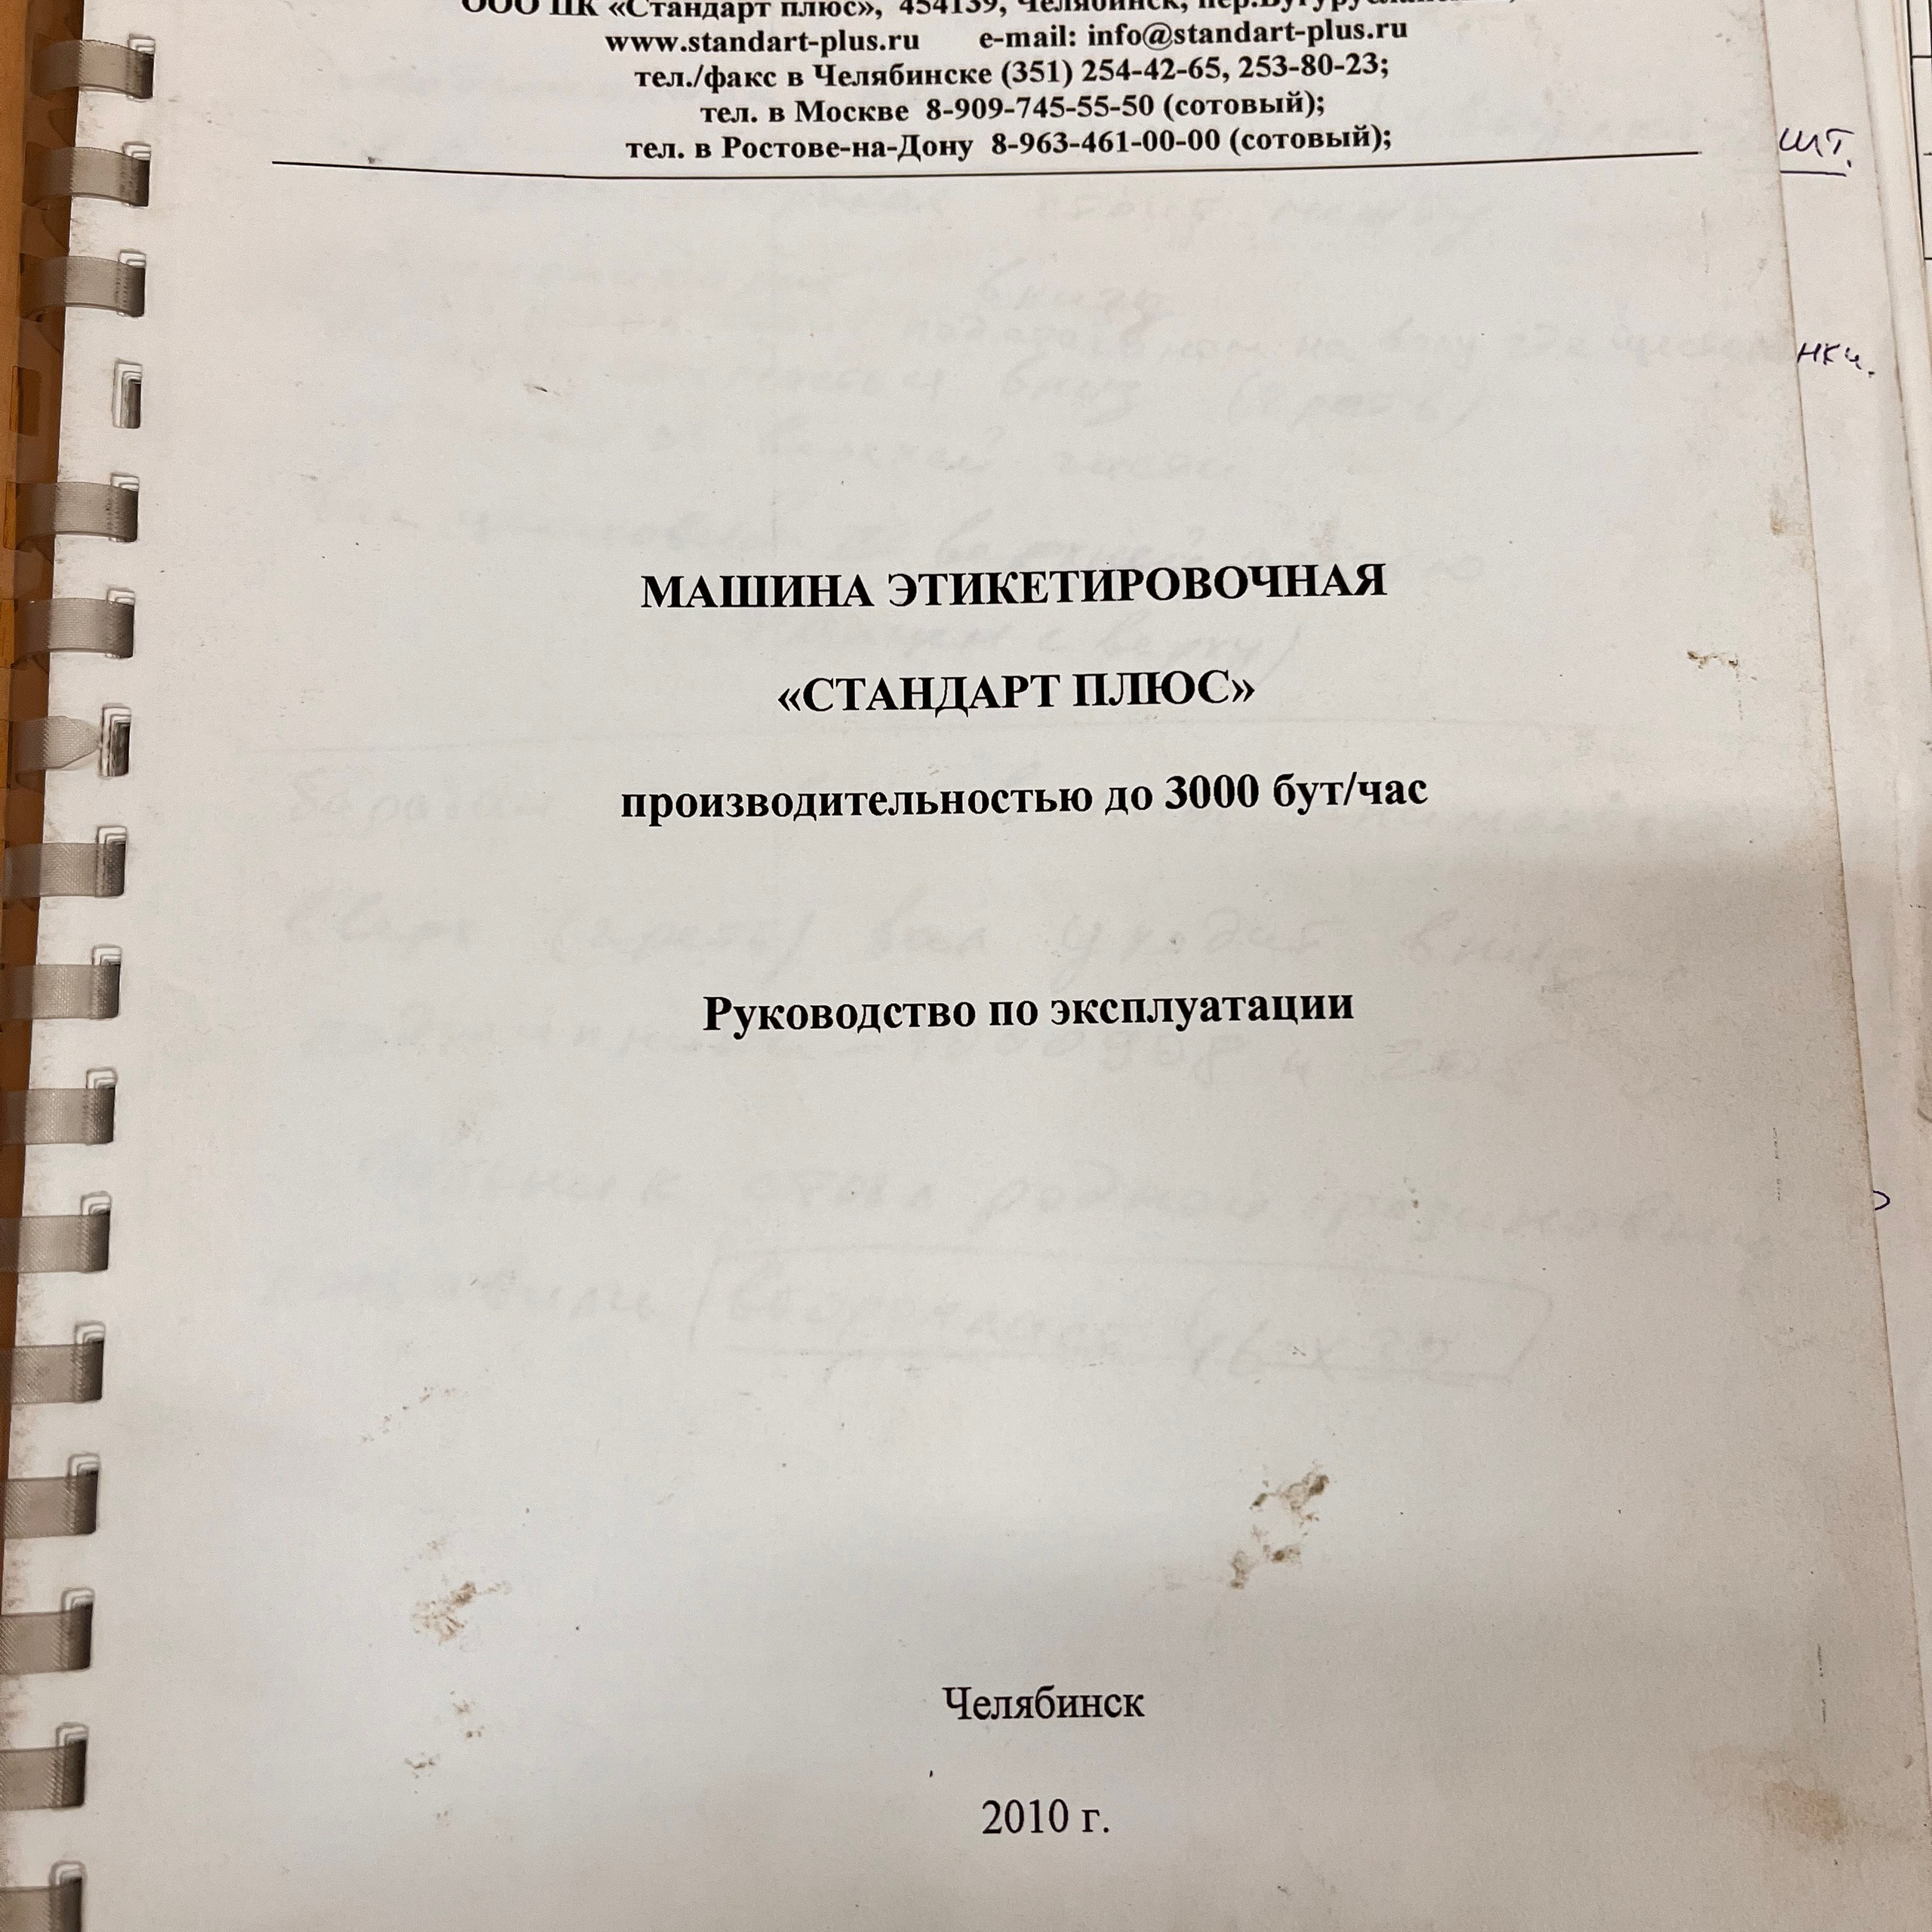 ООО ПК «Стандарт плюс», 454139, Челябинск,
www.standart-plus.ru e-mail: info@standart-plus.ru
тел./факс в Челябинске (351) 254-42-65, 253-80-23;
тел. в Москве 8-909-745-55-50 (сотовый);
тел. в Ростове-на-Дону 8-963-461-00-00 (сотовый);
шт.
МАШИНА ЭТИКЕТИРОВОЧНАЯ
«СТАНДАРТ ПЛЮС»
производительностью до 3000 бут/час
Руководство по эксплуатации
Челябинск
2010 г.